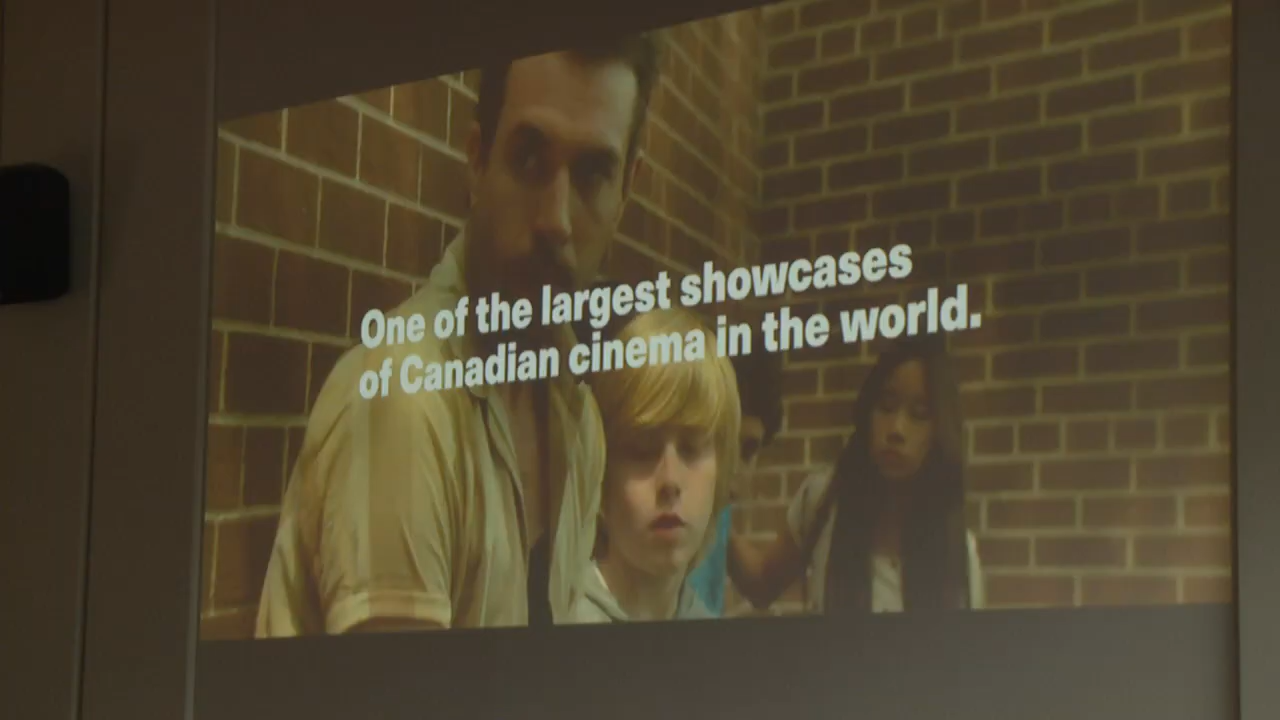 One of the largest showcases
of Canadian cinema in the world.